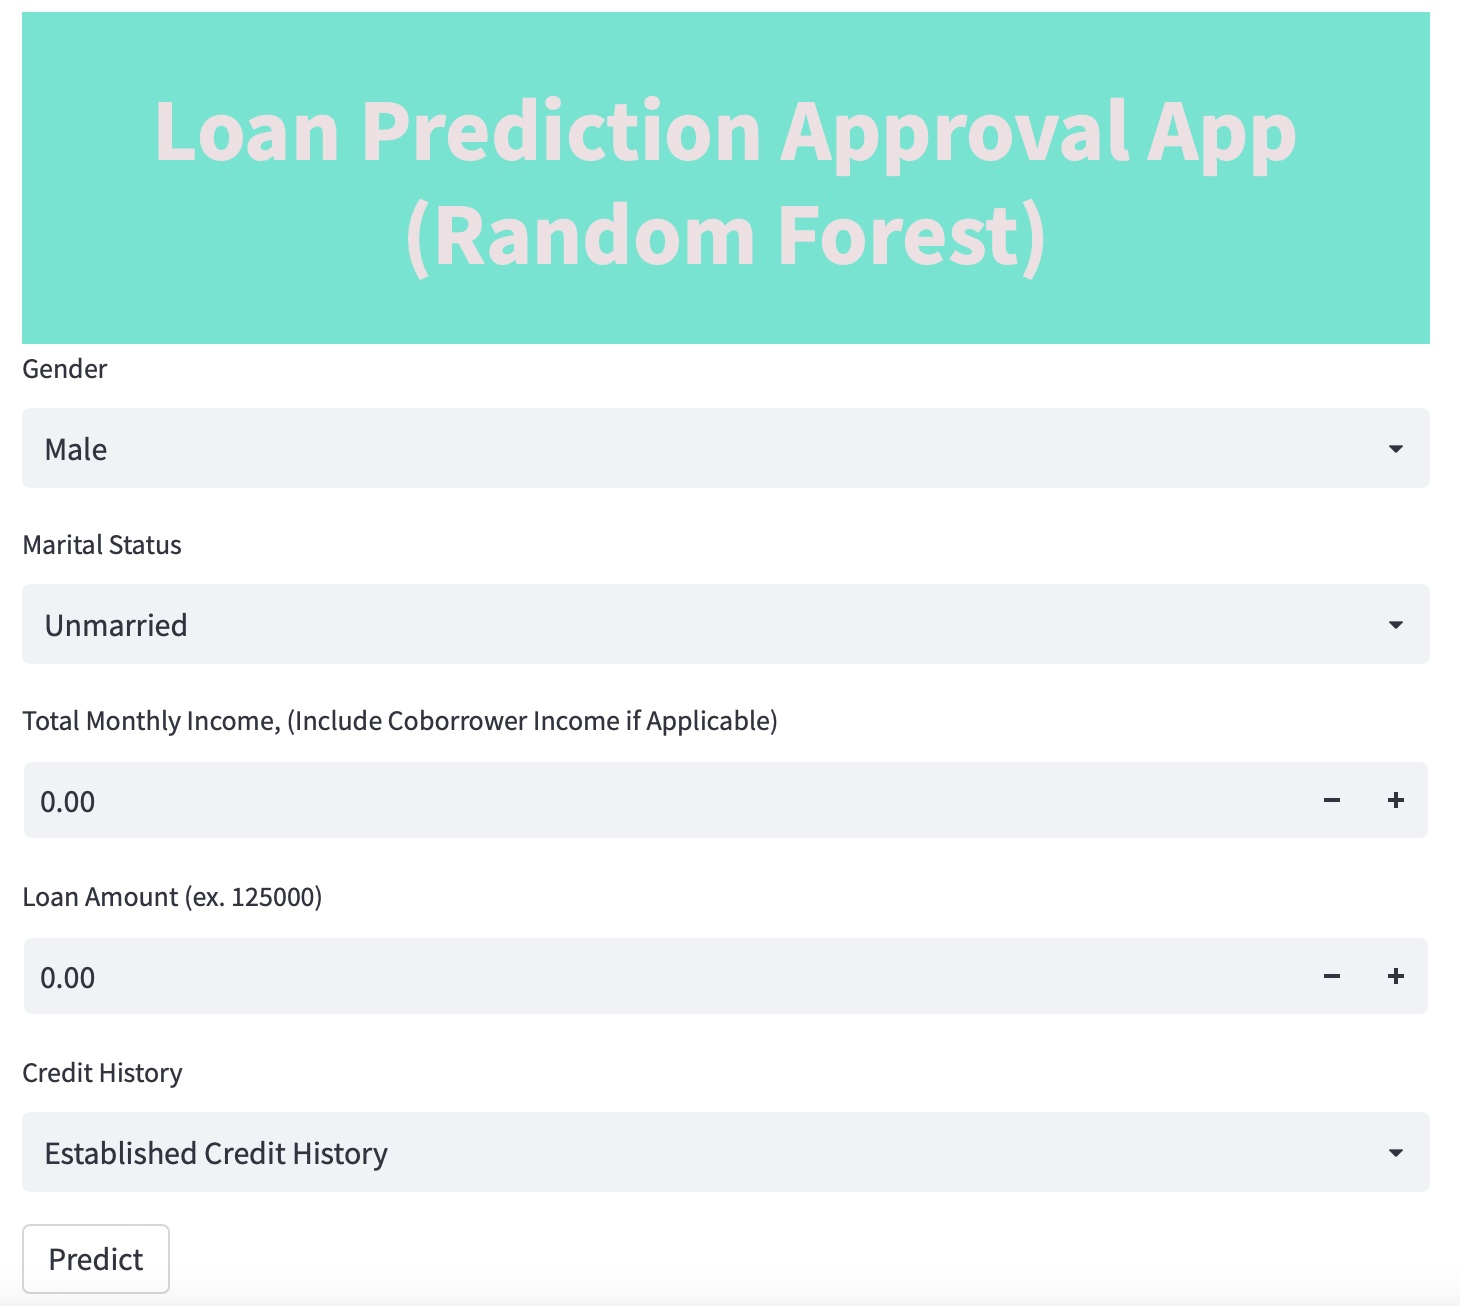 Loan Prediction Approval App
(Random Forest)
Gender
Male
Marital Status
Unmarried
Total Monthly Income, (Include Coborrower Income if Applicable)
0.00
Loan Amount (ex. 125000)
0.00
Credit History
Established Credit History
Predict